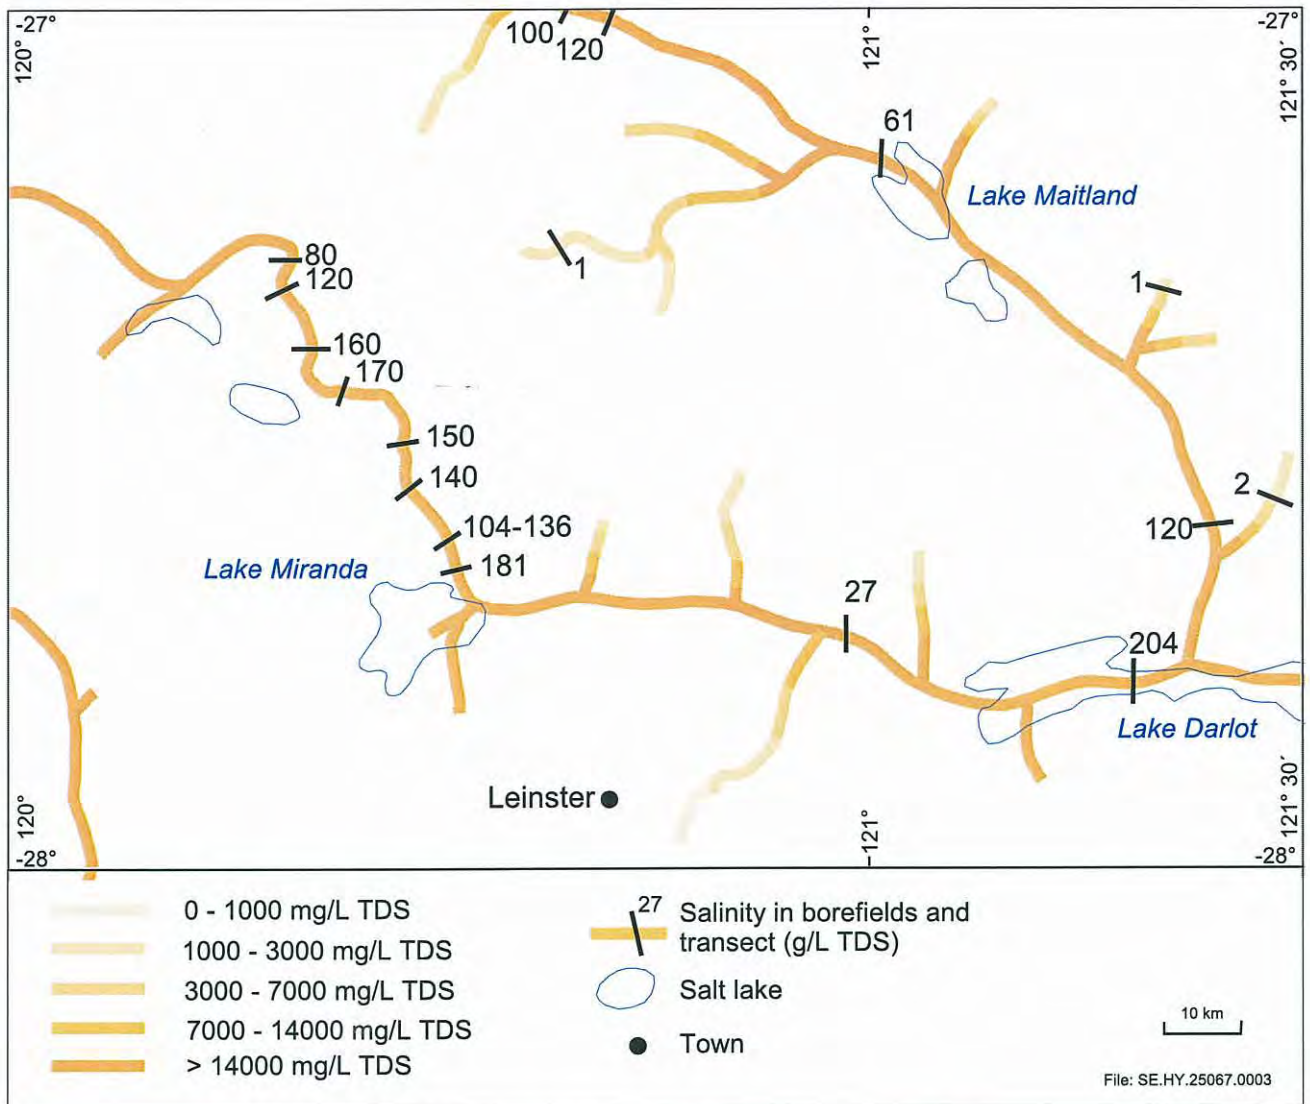 -27°
-27°
120°
121°
121° 30´
100
120
61
Lake Maitland
80
120
1
1
160
170
150
140
2
104-136
120
Lake Miranda
181
27
204
Lake Darlot
Leinster
120°
121°
121° 30´
-28°
-28°
0 - 1000 mg/L TDS
1000 - 3000 mg/L TDS
3000 - 7000 mg/L TDS
7000 - 14000 mg/L TDS
> 14000 mg/L TDS
27
Salinity in borefields and
transect (g/L TDS)
Salt lake
Town
10 km
File: SE.HY.25067.0003